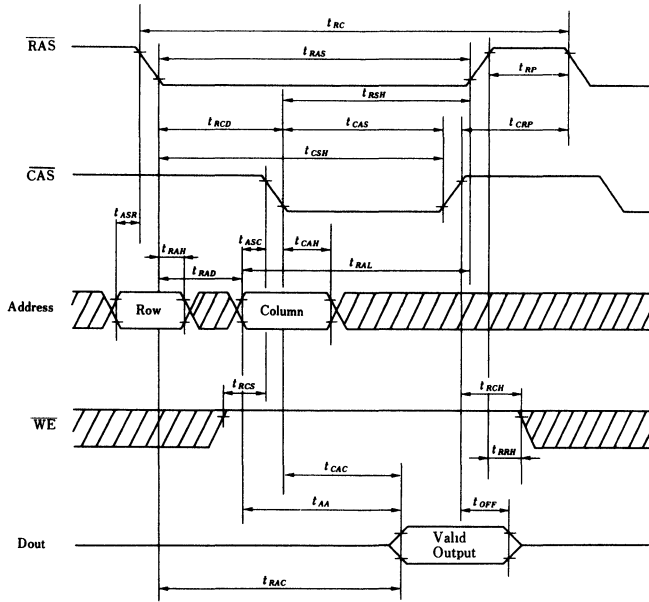 tRC
RAS
tRAS
tRP
tRSH
tRCD
tCAS
tCRP
tCSH
CAS
tASR
tRAH
tASC
tCAH
tRAD
tRAL
Address
Row
Column
tRCS
tRCH
WE
tRRH
tCAC
tAA
tOFF
Dout
Valid
Output
tRAC